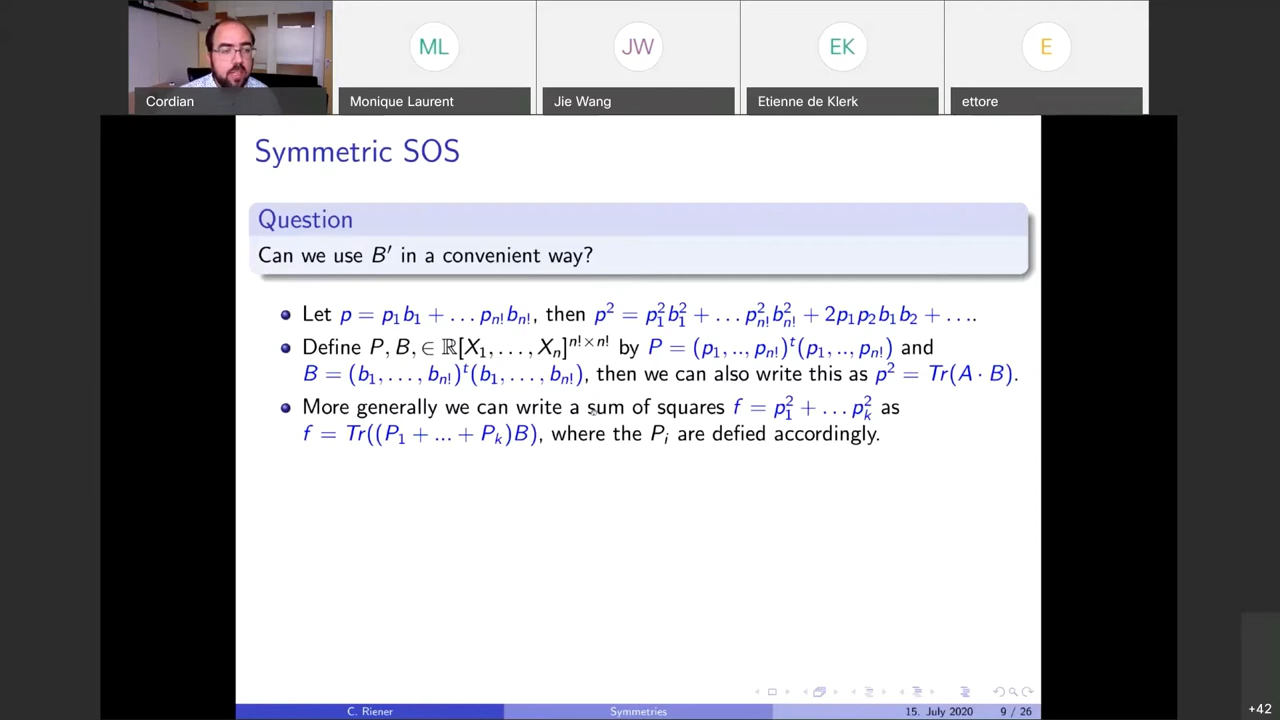 ML
JW
EK
E
Cordian
Monique Laurent
Jie Wang
Etienne de Klerk
ettore
Symmetric SOS
Question
Can we use B′ in a convenient way?
Let p = p₁b₁ + … pₙ!bₙ!, then p² = p₁²b₁² + … pₙ!²bₙ!² + 2p₁p₂b₁b₂ + ….
Define P, B, ∈ ℝ[X₁, …, Xₙ]ⁿ!ˣⁿ! by P = (p₁, .., pₙ!)ᵗ(p₁, .., pₙ!) and
B = (b₁, …, bₙ!)ᵗ(b₁, …, bₙ!), then we can also write this as p² = Tr(A · B).
More generally we can write a sum of squares f = p₁² + … pₖ² as
f = Tr((P₁ + ... + Pₖ)B), where the Pᵢ are defied accordingly.
C. Riener Symmetries 15. July 2020 9 / 26
+42